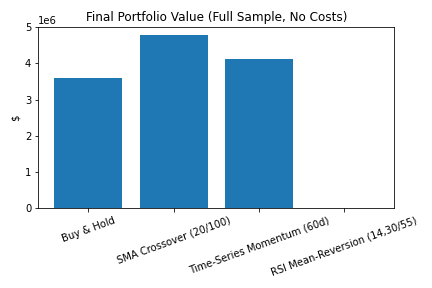 Final Portfolio Value (Full Sample, No Costs)
1e6
5
4
3
2
1
0
$
Buy & Hold
SMA Crossover (20/100)
Time-Series Momentum (60d)
RSI Mean-Reversion (14,30/55)